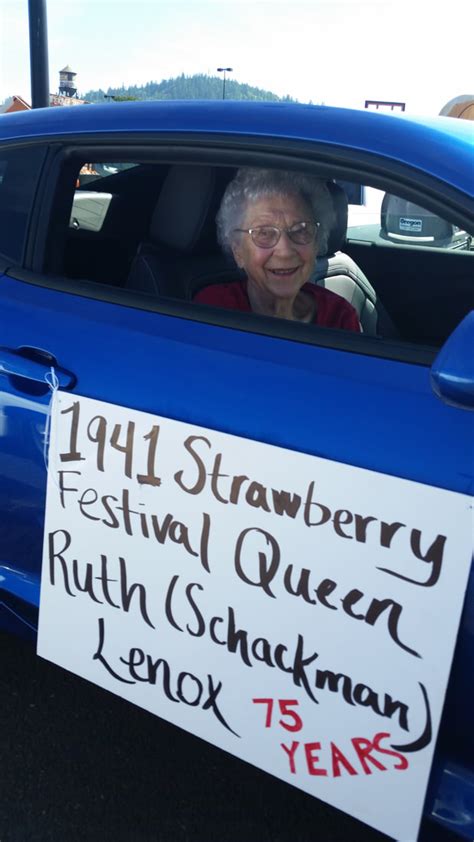 1941 Strawberry
Festival Queen
Ruth (Schackman)
Lenox 75
YEARS